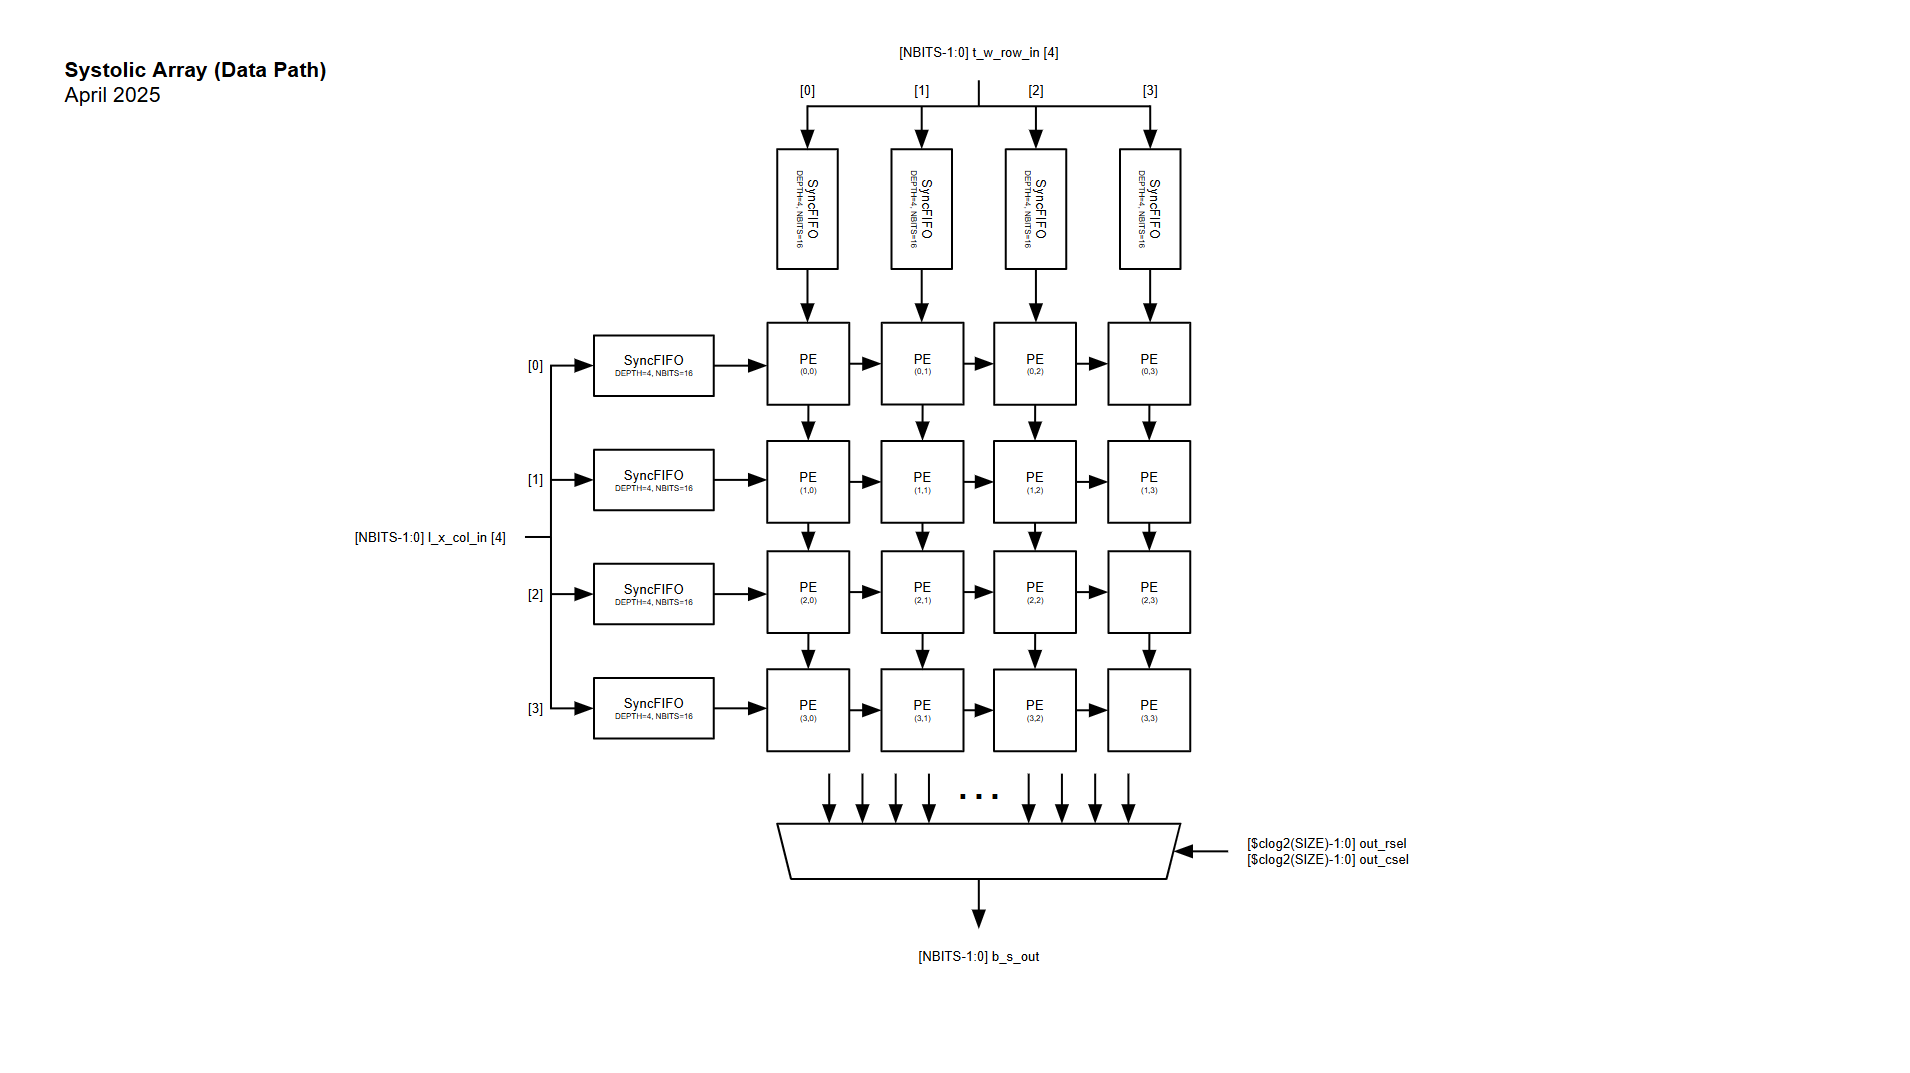 Systolic Array (Data Path)
April 2025
[NBITS-1:0] t_w_row_in [4]
[0]
[1]
[2]
[3]
SyncFIFO
DEPTH=4, NBITS=16
SyncFIFO
DEPTH=4, NBITS=16
SyncFIFO
DEPTH=4, NBITS=16
SyncFIFO
DEPTH=4, NBITS=16
[0]
SyncFIFO
DEPTH=4, NBITS=16
PE
(0,0)
PE
(0,1)
PE
(0,2)
PE
(0,3)
[1]
SyncFIFO
DEPTH=4, NBITS=16
PE
(1,0)
PE
(1,1)
PE
(1,2)
PE
(1,3)
[NBITS-1:0] l_x_col_in [4]
[2]
SyncFIFO
DEPTH=4, NBITS=16
PE
(2,0)
PE
(2,1)
PE
(2,2)
PE
(2,3)
[3]
SyncFIFO
DEPTH=4, NBITS=16
PE
(3,0)
PE
(3,1)
PE
(3,2)
PE
(3,3)
...
[$clog2(SIZE)-1:0] out_rsel
[$clog2(SIZE)-1:0] out_csel
[NBITS-1:0] b_s_out